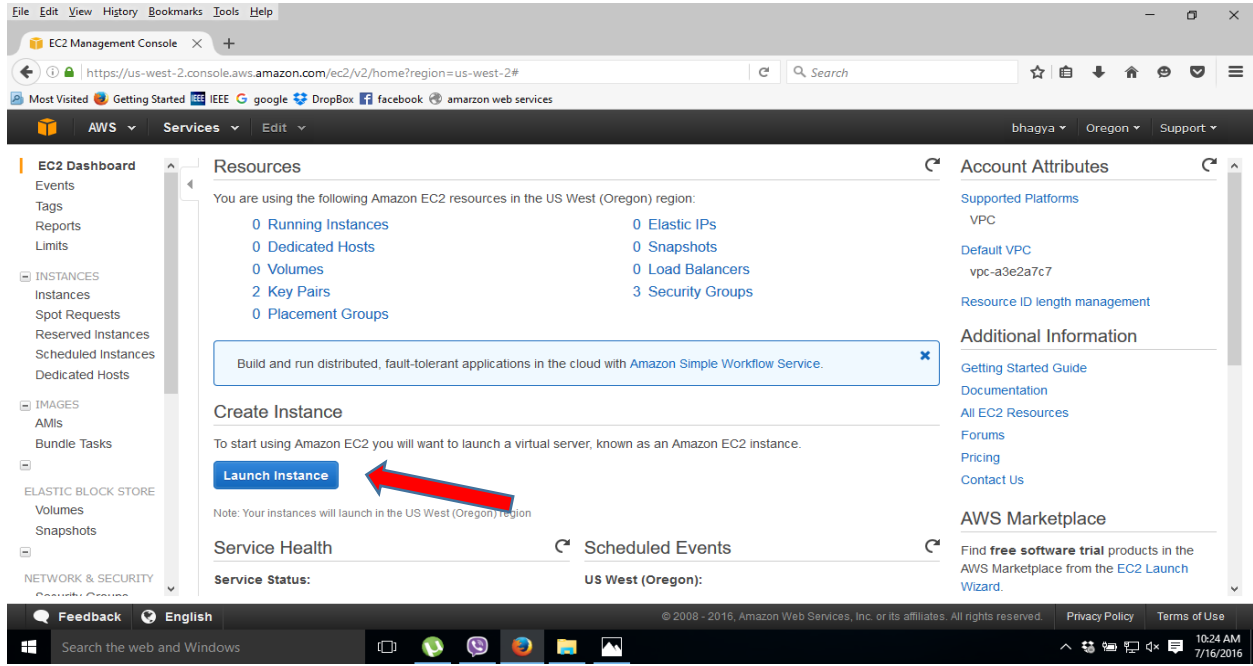 File Edit View History Bookmarks Tools Help
EC2 Management Console
https://us-west-2.console.aws.amazon.com/ec2/v2/home?region=us-west-2#
Search
Most Visited Getting Started IEEE IEEE G google DropBox facebook amarzon web services
AWS Services Edit bhagya Oregon Support
EC2 Dashboard
Events
Tags
Reports
Limits
INSTANCES
Instances
Spot Requests
Reserved Instances
Scheduled Instances
Dedicated Hosts
IMAGES
AMIs
Bundle Tasks
ELASTIC BLOCK STORE
Volumes
Snapshots
NETWORK & SECURITY
Security Groups
Resources
You are using the following Amazon EC2 resources in the US West (Oregon) region:
0 Running Instances
0 Dedicated Hosts
0 Volumes
2 Key Pairs
0 Placement Groups
0 Elastic IPs
0 Snapshots
0 Load Balancers
3 Security Groups
Build and run distributed, fault-tolerant applications in the cloud with Amazon Simple Workflow Service.
Create Instance
To start using Amazon EC2 you will want to launch a virtual server, known as an Amazon EC2 instance.
Launch Instance
Note: Your instances will launch in the US West (Oregon) region
Service Health
Service Status:
Scheduled Events
US West (Oregon):
Account Attributes
Supported Platforms
VPC
Default VPC
vpc-a3e2a7c7
Resource ID length management
Additional Information
Getting Started Guide
Documentation
All EC2 Resources
Forums
Pricing
Contact Us
AWS Marketplace
Find free software trial products in the
AWS Marketplace from the EC2 Launch
Wizard.
Feedback English © 2008 - 2016, Amazon Web Services, Inc. or its affiliates. All rights reserved. Privacy Policy Terms of Use
Search the web and Windows
10:24 AM
7/16/2016